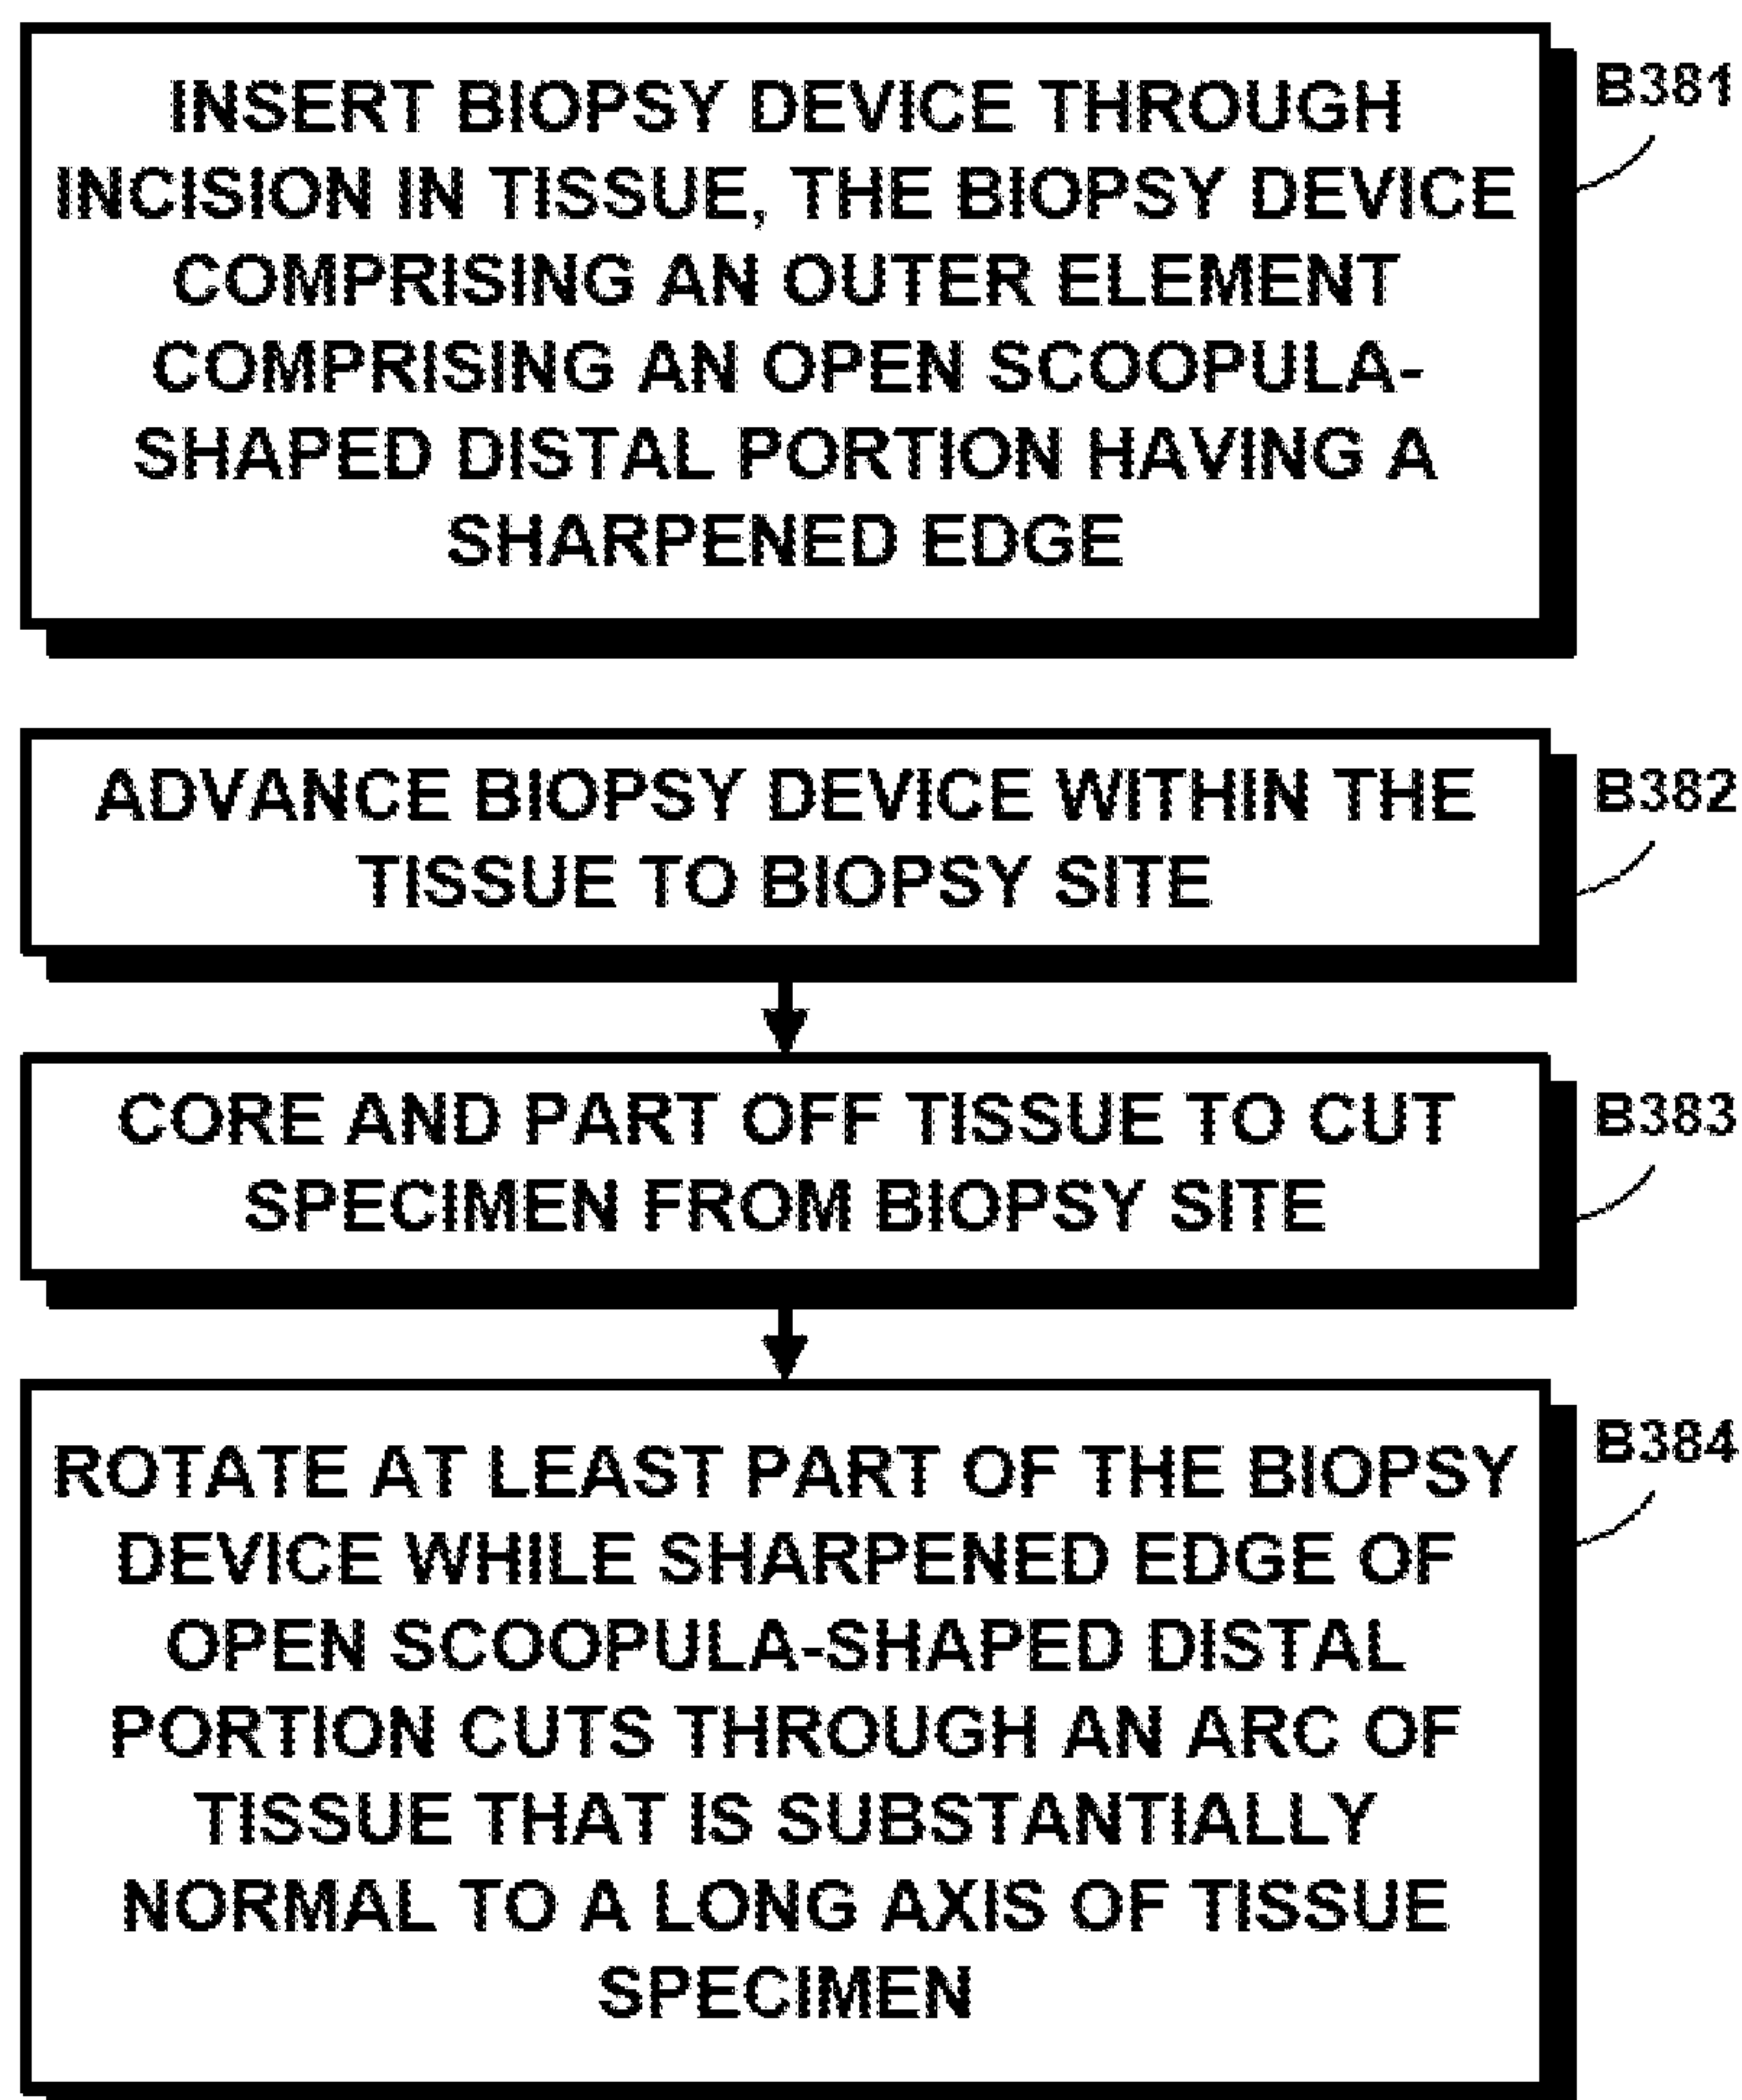 INSERT BIOPSY DEVICE THROUGH
INCISION IN TISSUE, THE BIOPSY DEVICE
COMPRISING AN OUTER ELEMENT
COMPRISING AN OPEN SCOOPULA-
SHAPED DISTAL PORTION HAVING A
SHARPENED EDGE
B381
ADVANCE BIOPSY DEVICE WITHIN THE
TISSUE TO BIOPSY SITE
B382
CORE AND PART OFF TISSUE TO CUT
SPECIMEN FROM BIOPSY SITE
B383
ROTATE AT LEAST PART OF THE BIOPSY
DEVICE WHILE SHARPENED EDGE OF
OPEN SCOOPULA-SHAPED DISTAL
PORTION CUTS THROUGH AN ARC OF
TISSUE THAT IS SUBSTANTIALLY
NORMAL TO A LONG AXIS OF TISSUE
SPECIMEN
B384